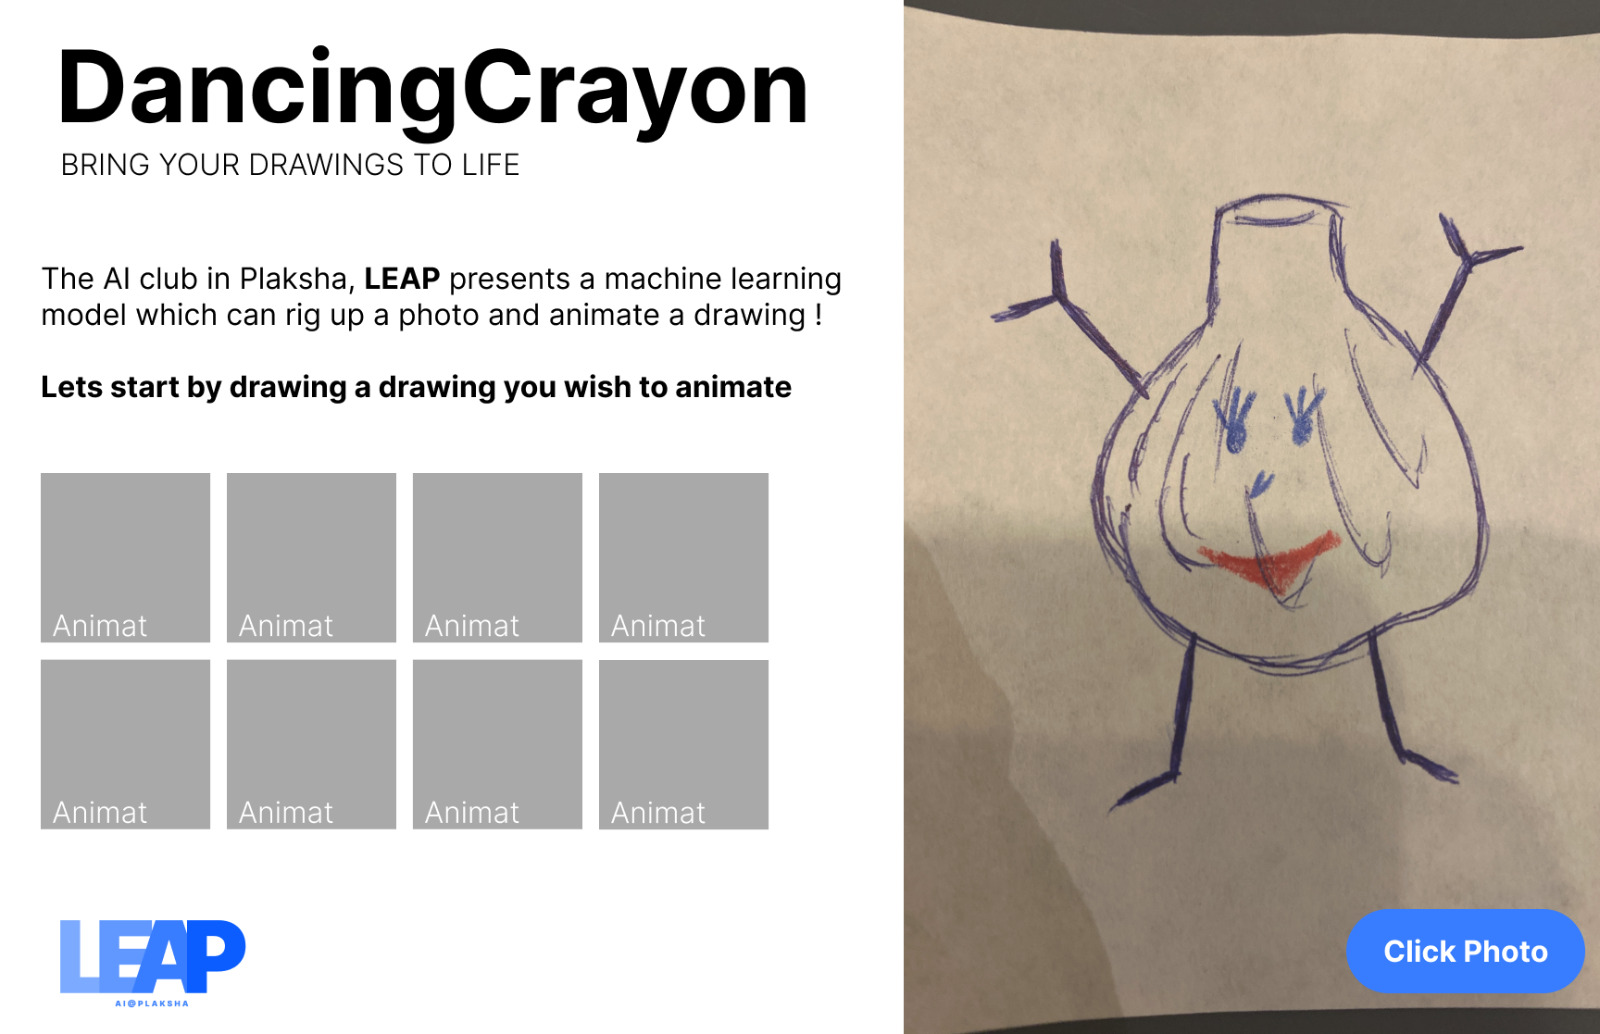 DancingCrayon
BRING YOUR DRAWINGS TO LIFE
The AI club in Plaksha, LEAP presents a machine learning
model which can rig up a photo and animate a drawing !
Lets start by drawing a drawing you wish to animate
Animat Animat Animat Animat
Animat Animat Animat Animat
LEAP
AI@PLAKSHA
Click Photo